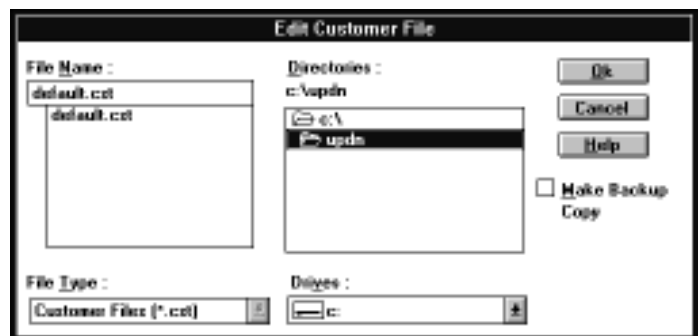 Edit Customer File
File Name :
default.cst
default.cst
Directories :
c:\updn
c:\
updn
Ok
Cancel
Help
Make Backup
Copy
File Type :
Customer Files (*.cst)
Drives :
c: